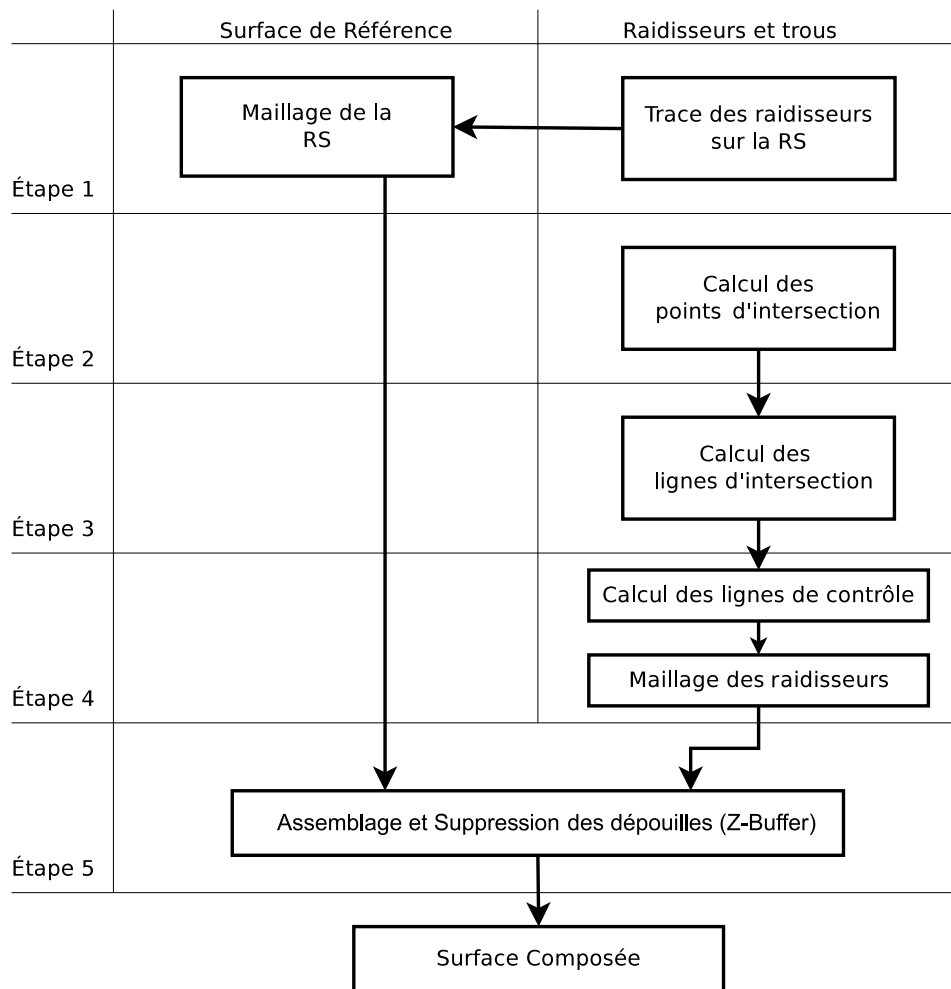 Surface de Référence
Raidisseurs et trous
Maillage de la
RS
Trace des raidisseurs
sur la RS
Étape 1
Calcul des
points d'intersection
Étape 2
Calcul des
lignes d'intersection
Étape 3
Calcul des lignes de contrôle
Maillage des raidisseurs
Étape 4
Assemblage et Suppression des dépouilles (Z-Buffer)
Étape 5
Surface Composée